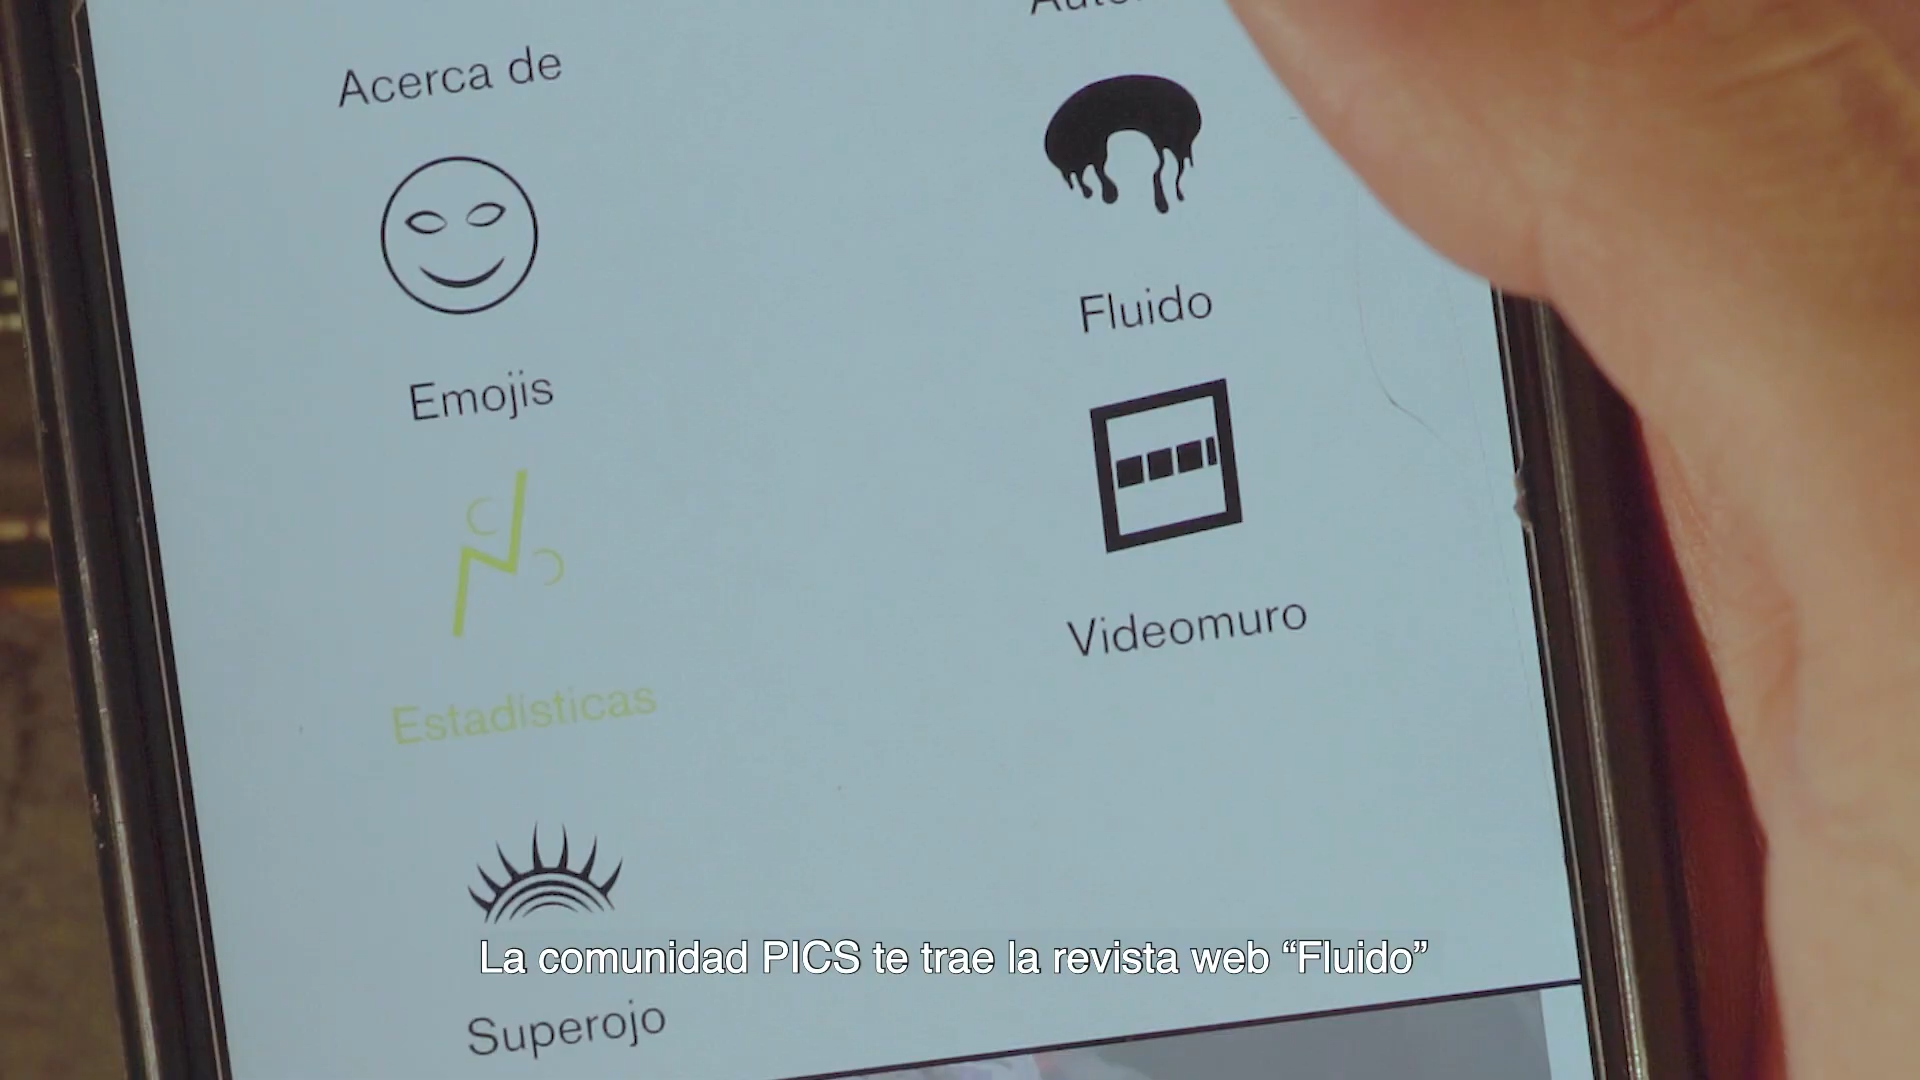 Acerca de
Fluido
Emojis
Videomuro
Estadísticas
La comunidad PICS te trae la revista web “Fluido”
Superojo